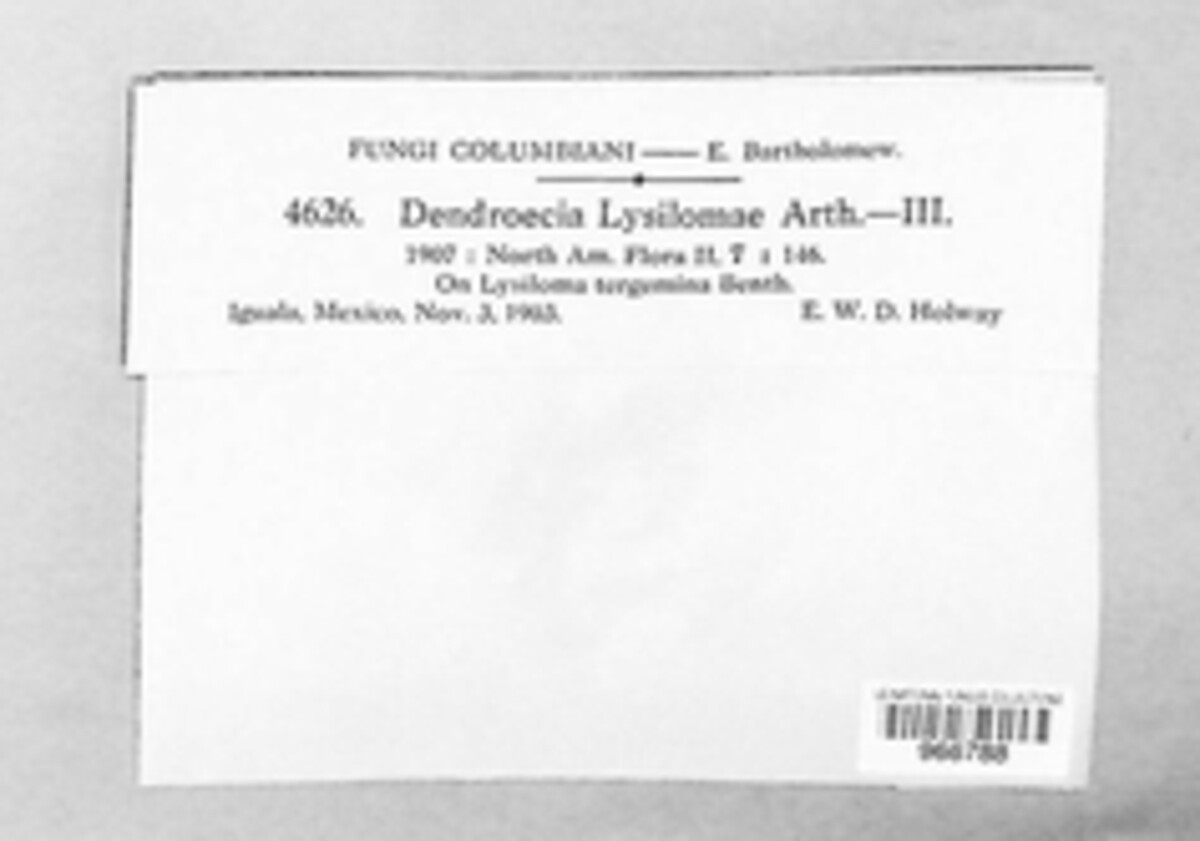 FUNGI COLUMBIANI — E. Bartholomew.
4626. Dendroecia Lysilomae Arth.—III.
1907 : North Am. Flora II, 7 : 146.
On Lysiloma tergemina Benth.
Iguala, Mexico, Nov. 3, 1903. E. W. D. Holway
966788